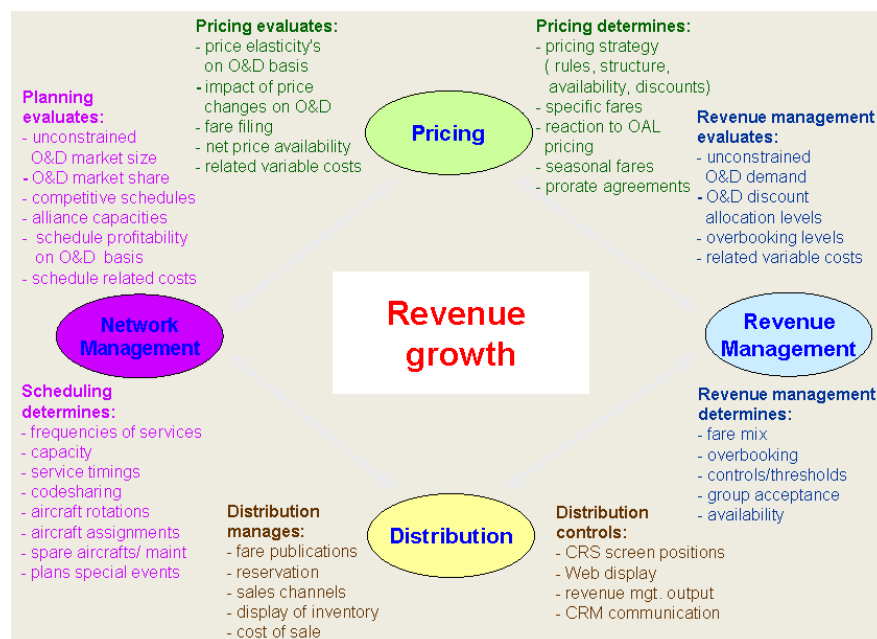 Pricing evaluates:
- price elasticity's
on O&D basis
- impact of price
changes on O&D
- fare filing
- net price availability
- related variable costs
Pricing determines:
- pricing strategy
( rules, structure,
availability, discounts)
- specific fares
- reaction to OAL
pricing
- seasonal fares
- prorate agreements
Pricing
Planning
evaluates:
- unconstrained
O&D market size
- O&D market share
- competitive schedules
- alliance capacities
- schedule profitability
on O&D basis
- schedule related costs
Revenue management
evaluates:
- unconstrained
O&D demand
- O&D discount
allocation levels
- overbooking levels
- related variable costs
Network
Management
Revenue
growth
Revenue
Management
Scheduling
determines:
- frequencies of services
- capacity
- service timings
- codesharing
- aircraft rotations
- aircraft assignments
- spare aircrafts/ maint
- plans special events
Revenue management
determines:
- fare mix
- overbooking
- controls/thresholds
- group acceptance
- availability
Distribution
manages:
- fare publications
- reservation
- sales channels
- display of inventory
- cost of sale
Distribution
Distribution
controls:
- CRS screen positions
- Web display
- revenue mgt. output
- CRM communication